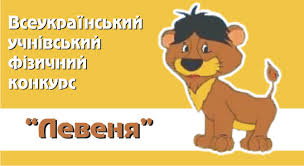 Всеукраїнський
учнівський
фізичний
конкурс
“Левеня”